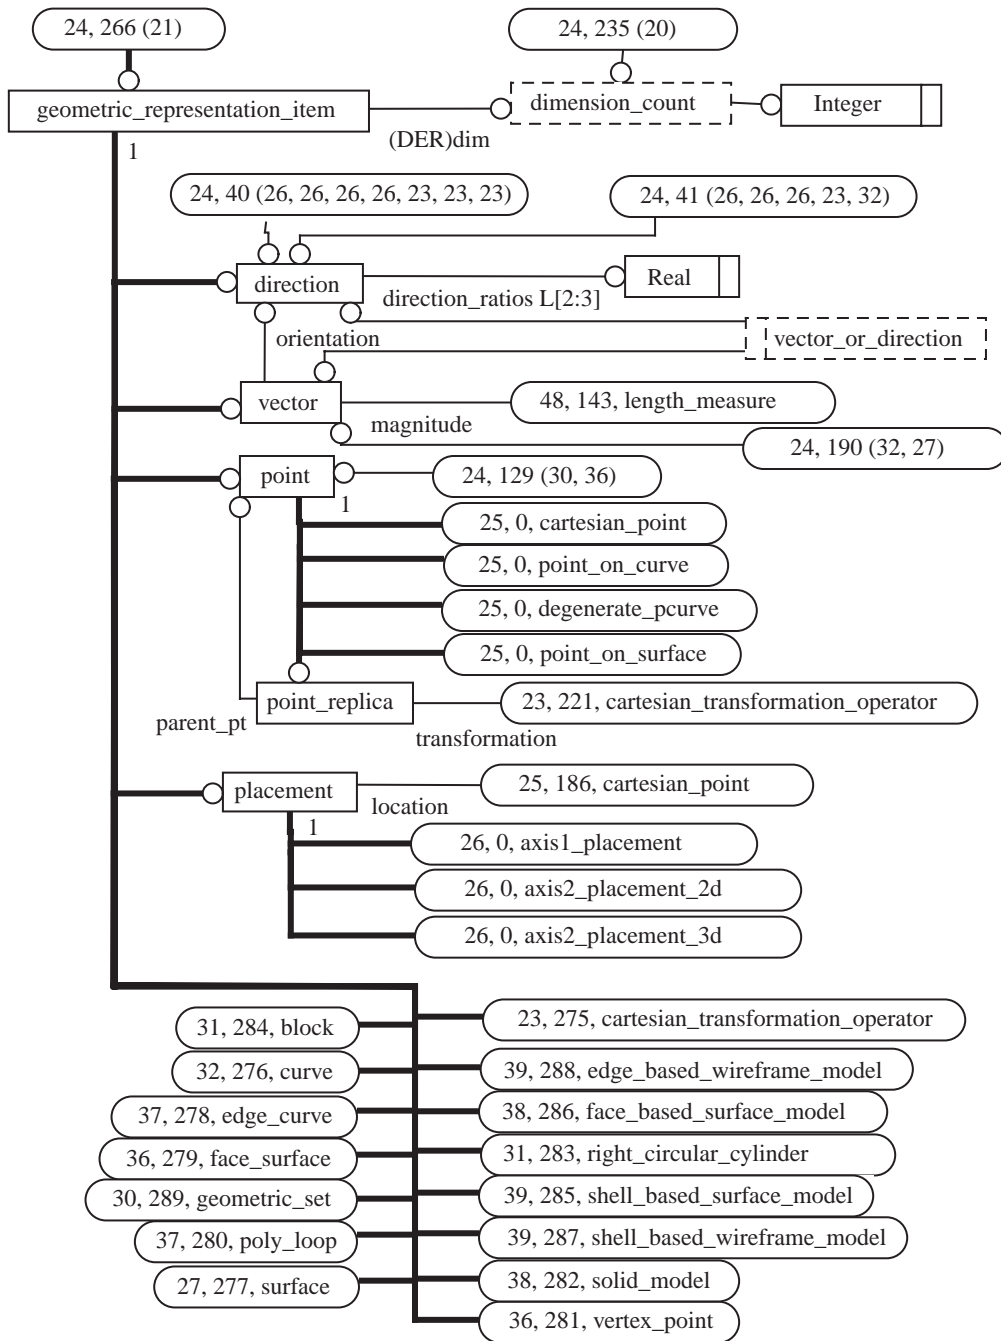 24, 266 (21)
24, 235 (20)
geometric_representation_item
dimension_count
Integer
(DER)dim
1
24, 40 (26, 26, 26, 26, 23, 23, 23)
24, 41 (26, 26, 26, 23, 32)
direction
Real
direction_ratios L[2:3]
orientation
vector_or_direction
vector
48, 143, length_measure
magnitude
24, 190 (32, 27)
point
24, 129 (30, 36)
1
25, 0, cartesian_point
25, 0, point_on_curve
25, 0, degenerate_pcurve
25, 0, point_on_surface
point_replica
23, 221, cartesian_transformation_operator
parent_pt
transformation
placement
25, 186, cartesian_point
location
1
26, 0, axis1_placement
26, 0, axis2_placement_2d
26, 0, axis2_placement_3d
31, 284, block
23, 275, cartesian_transformation_operator
32, 276, curve
39, 288, edge_based_wireframe_model
37, 278, edge_curve
38, 286, face_based_surface_model
36, 279, face_surface
31, 283, right_circular_cylinder
30, 289, geometric_set
39, 285, shell_based_surface_model
37, 280, poly_loop
39, 287, shell_based_wireframe_model
27, 277, surface
38, 282, solid_model
36, 281, vertex_point